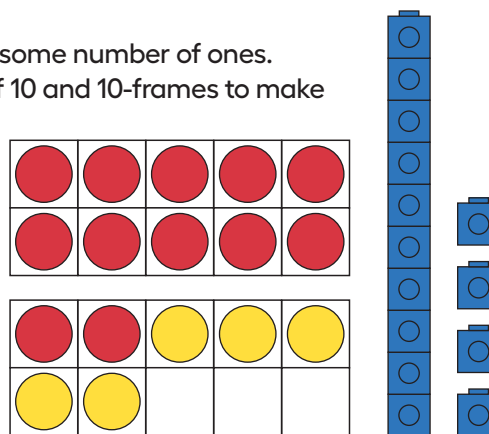 some number of ones.
10 and 10-frames to make